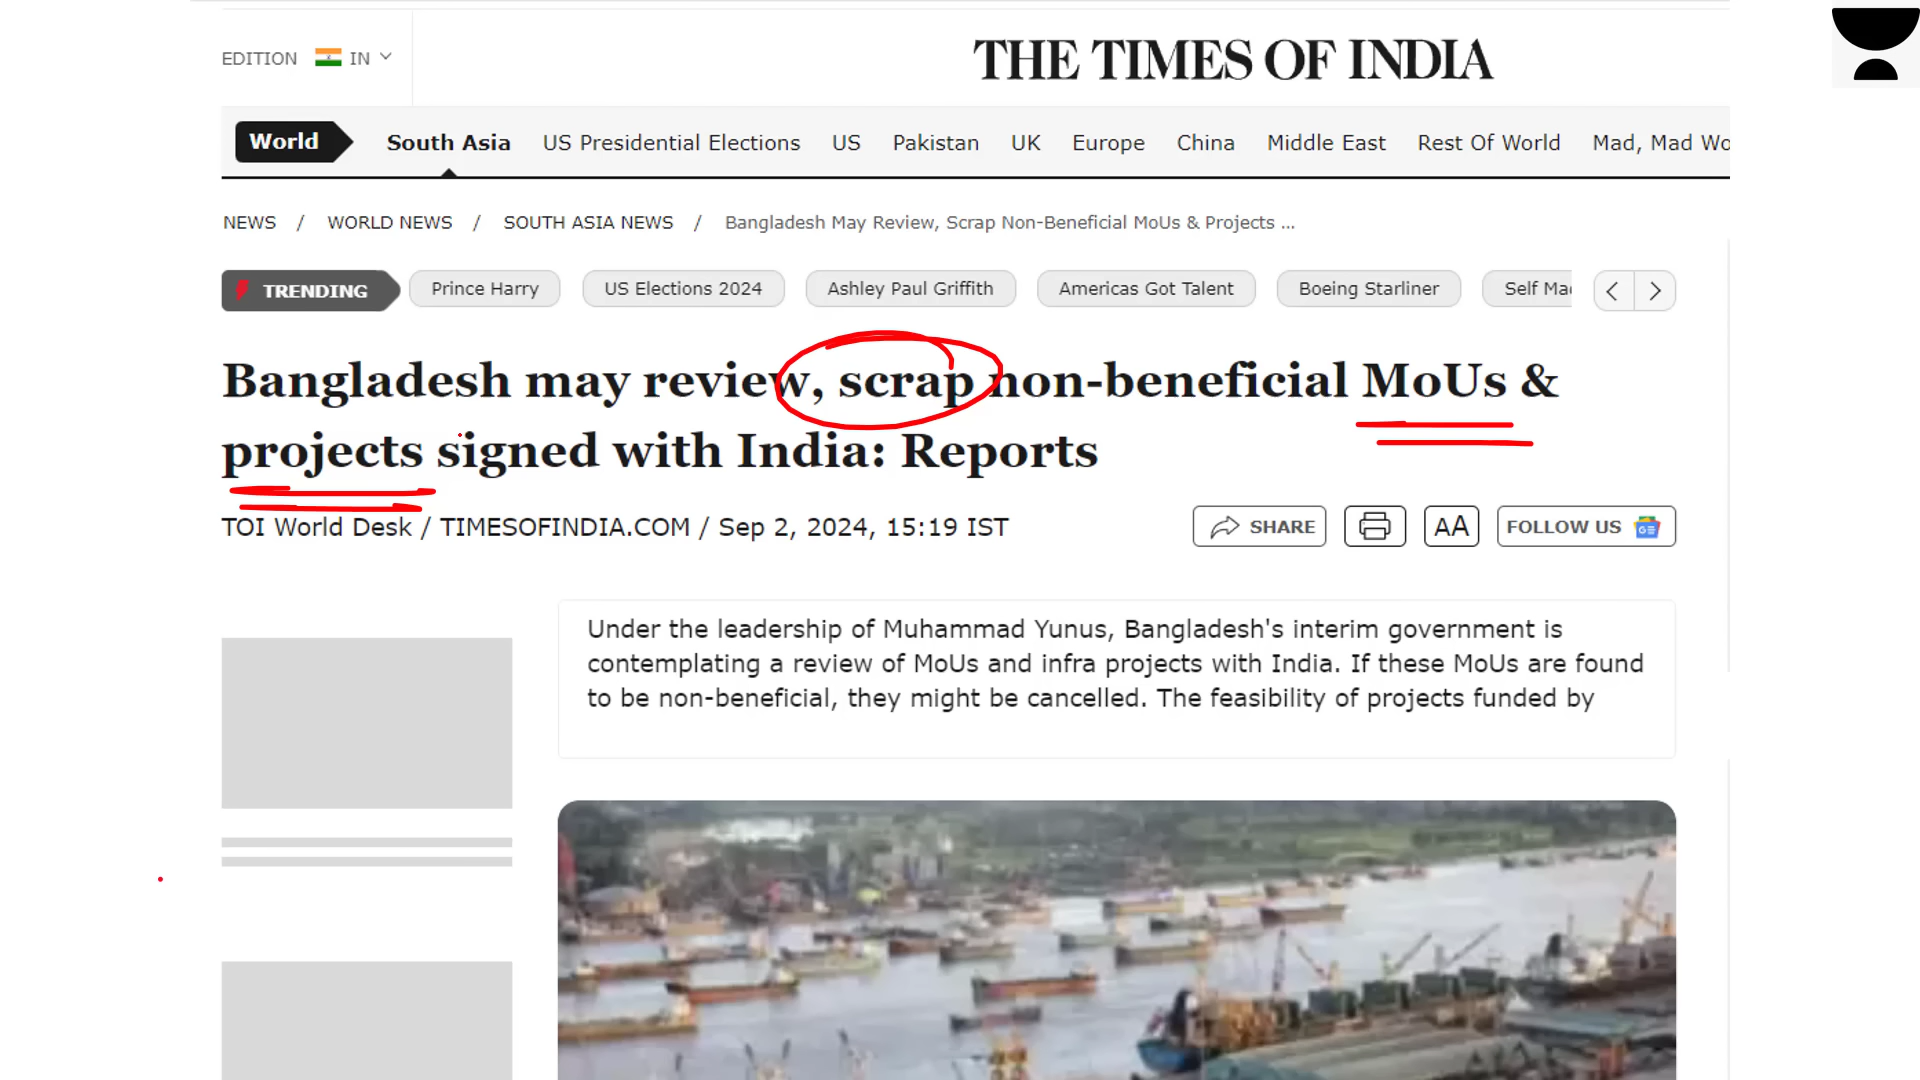 EDITION IN
THE TIMES OF INDIA
World South Asia US Presidential Elections US Pakistan UK Europe China Middle East Rest Of World Mad, Mad Wo
NEWS / WORLD NEWS / SOUTH ASIA NEWS / Bangladesh May Review, Scrap Non-Beneficial MoUs & Projects ...
TRENDING Prince Harry US Elections 2024 Ashley Paul Griffith Americas Got Talent Boeing Starliner Self Mad
Bangladesh may review, scrap non-beneficial MoUs &
projects signed with India: Reports
TOI World Desk / TIMESOFINDIA.COM / Sep 2, 2024, 15:19 IST
SHARE AA FOLLOW US
Under the leadership of Muhammad Yunus, Bangladesh's interim government is
contemplating a review of MoUs and infra projects with India. If these MoUs are found
to be non-beneficial, they might be cancelled. The feasibility of projects funded by